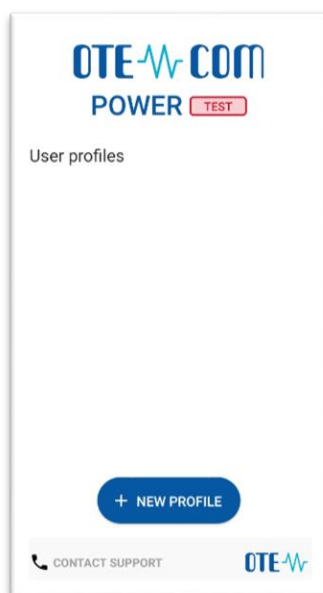 OTE COM
POWER TEST
User profiles
+ NEW PROFILE
CONTACT SUPPORT OTE